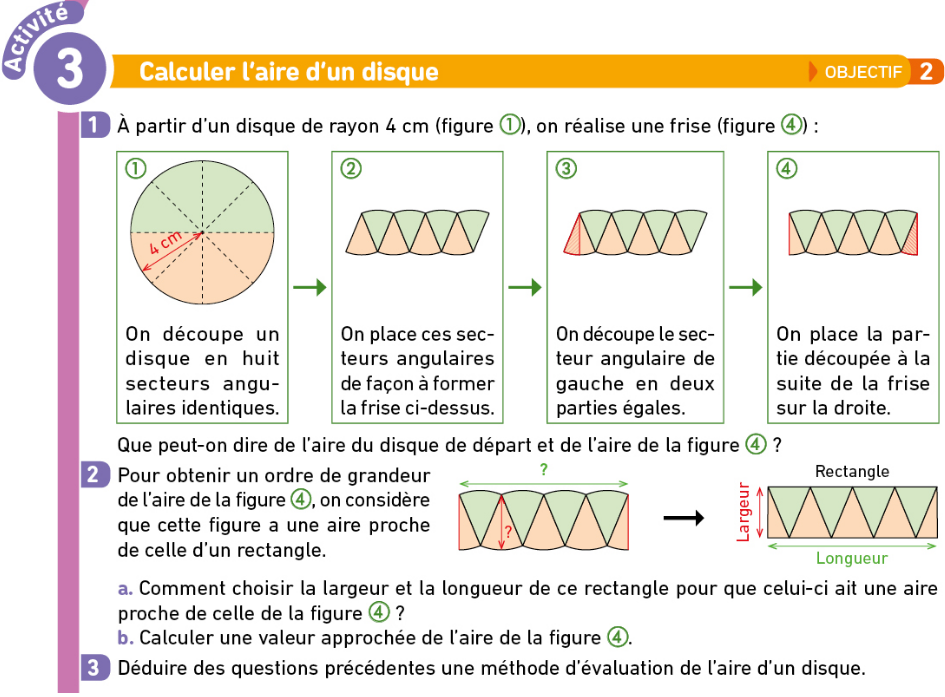 Activité
3
Calculer l'aire d'un disque
OBJECTIF 2
1 À partir d'un disque de rayon 4 cm (figure ①), on réalise une frise (figure ④) :
①
4 cm
On découpe un
disque en huit
secteurs angu-
laires identiques.
②
On place ces sec-
teurs angulaires
de façon à former
la frise ci-dessus.
③
On découpe le sec-
teur angulaire de
gauche en deux
parties égales.
④
On place la par-
tie découpée à la
suite de la frise
sur la droite.
Que peut-on dire de l'aire du disque de départ et de l'aire de la figure ④ ?
2 Pour obtenir un ordre de grandeur
de l'aire de la figure ④, on considère
que cette figure a une aire proche
de celle d'un rectangle.
?
?
Rectangle
Largeur
Longueur
a. Comment choisir la largeur et la longueur de ce rectangle pour que celui-ci ait une aire
proche de celle de la figure ④ ?
b. Calculer une valeur approchée de l'aire de la figure ④.
3 Déduire des questions précédentes une méthode d'évaluation de l'aire d'un disque.